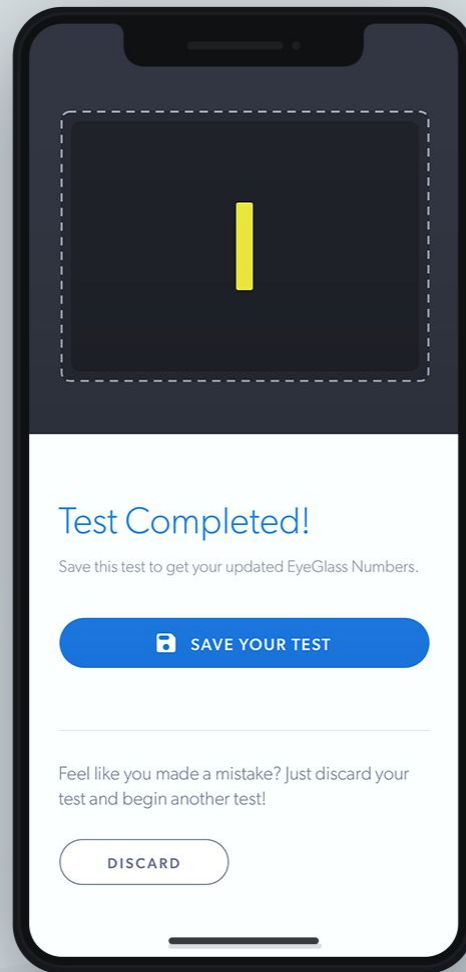 Test Completed!
Save this test to get your updated EyeGlass Numbers.
SAVE YOUR TEST
Feel like you made a mistake? Just discard your
test and begin another test!
DISCARD